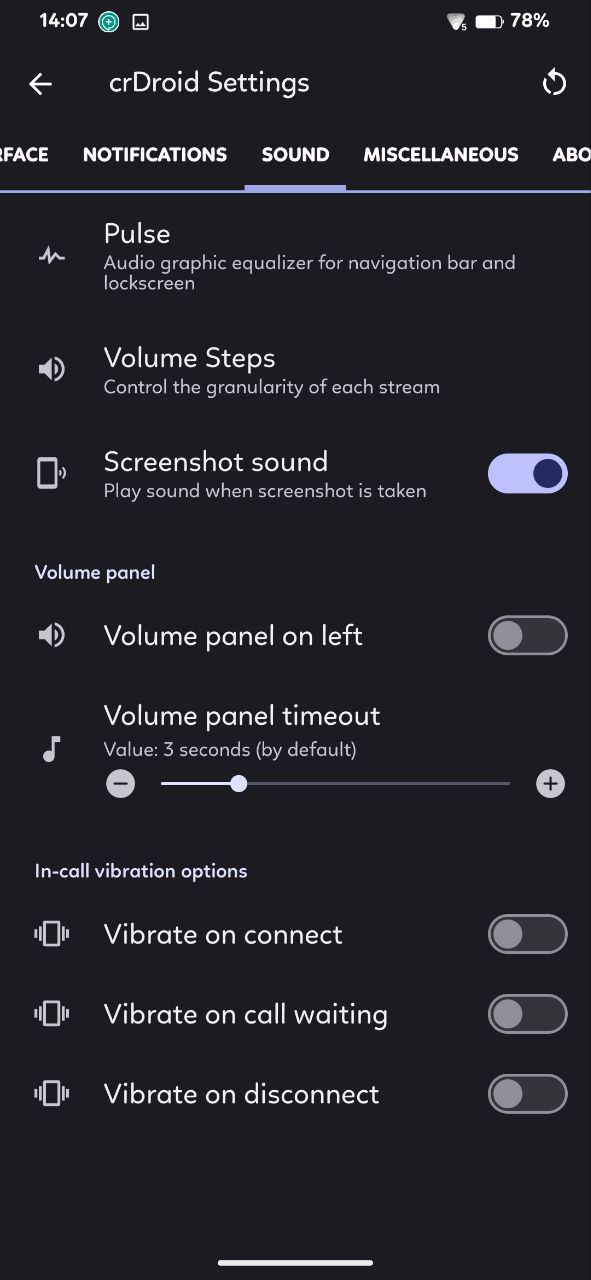 14:07
5
78%
crDroid Settings
RFACE NOTIFICATIONS SOUND MISCELLANEOUS ABO
Pulse
Audio graphic equalizer for navigation bar and
lockscreen
Volume Steps
Control the granularity of each stream
Screenshot sound
Play sound when screenshot is taken
Volume panel
Volume panel on left
Volume panel timeout
Value: 3 seconds (by default)
In-call vibration options
Vibrate on connect
Vibrate on call waiting
Vibrate on disconnect